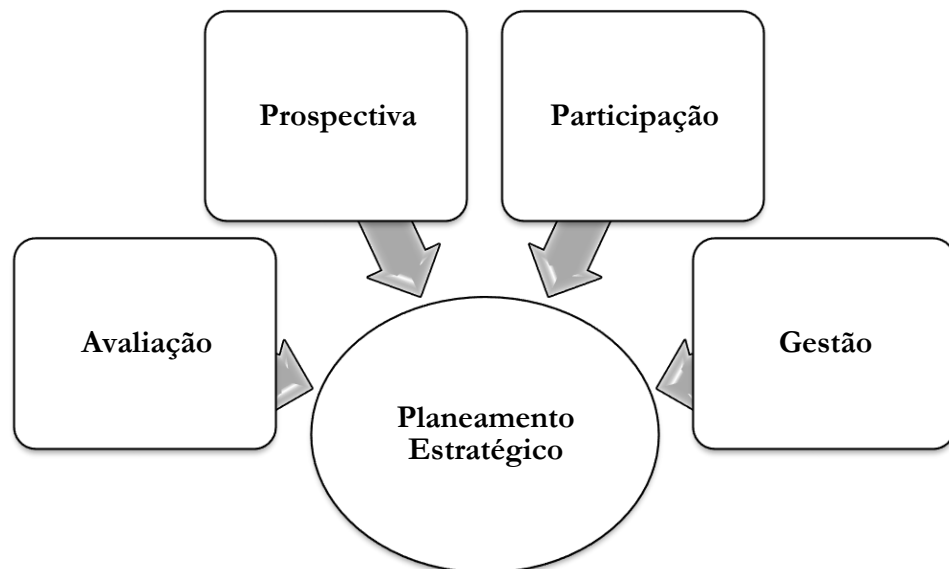 Prospectiva
Participação
Avaliação
Gestão
Planeamento
Estratégico